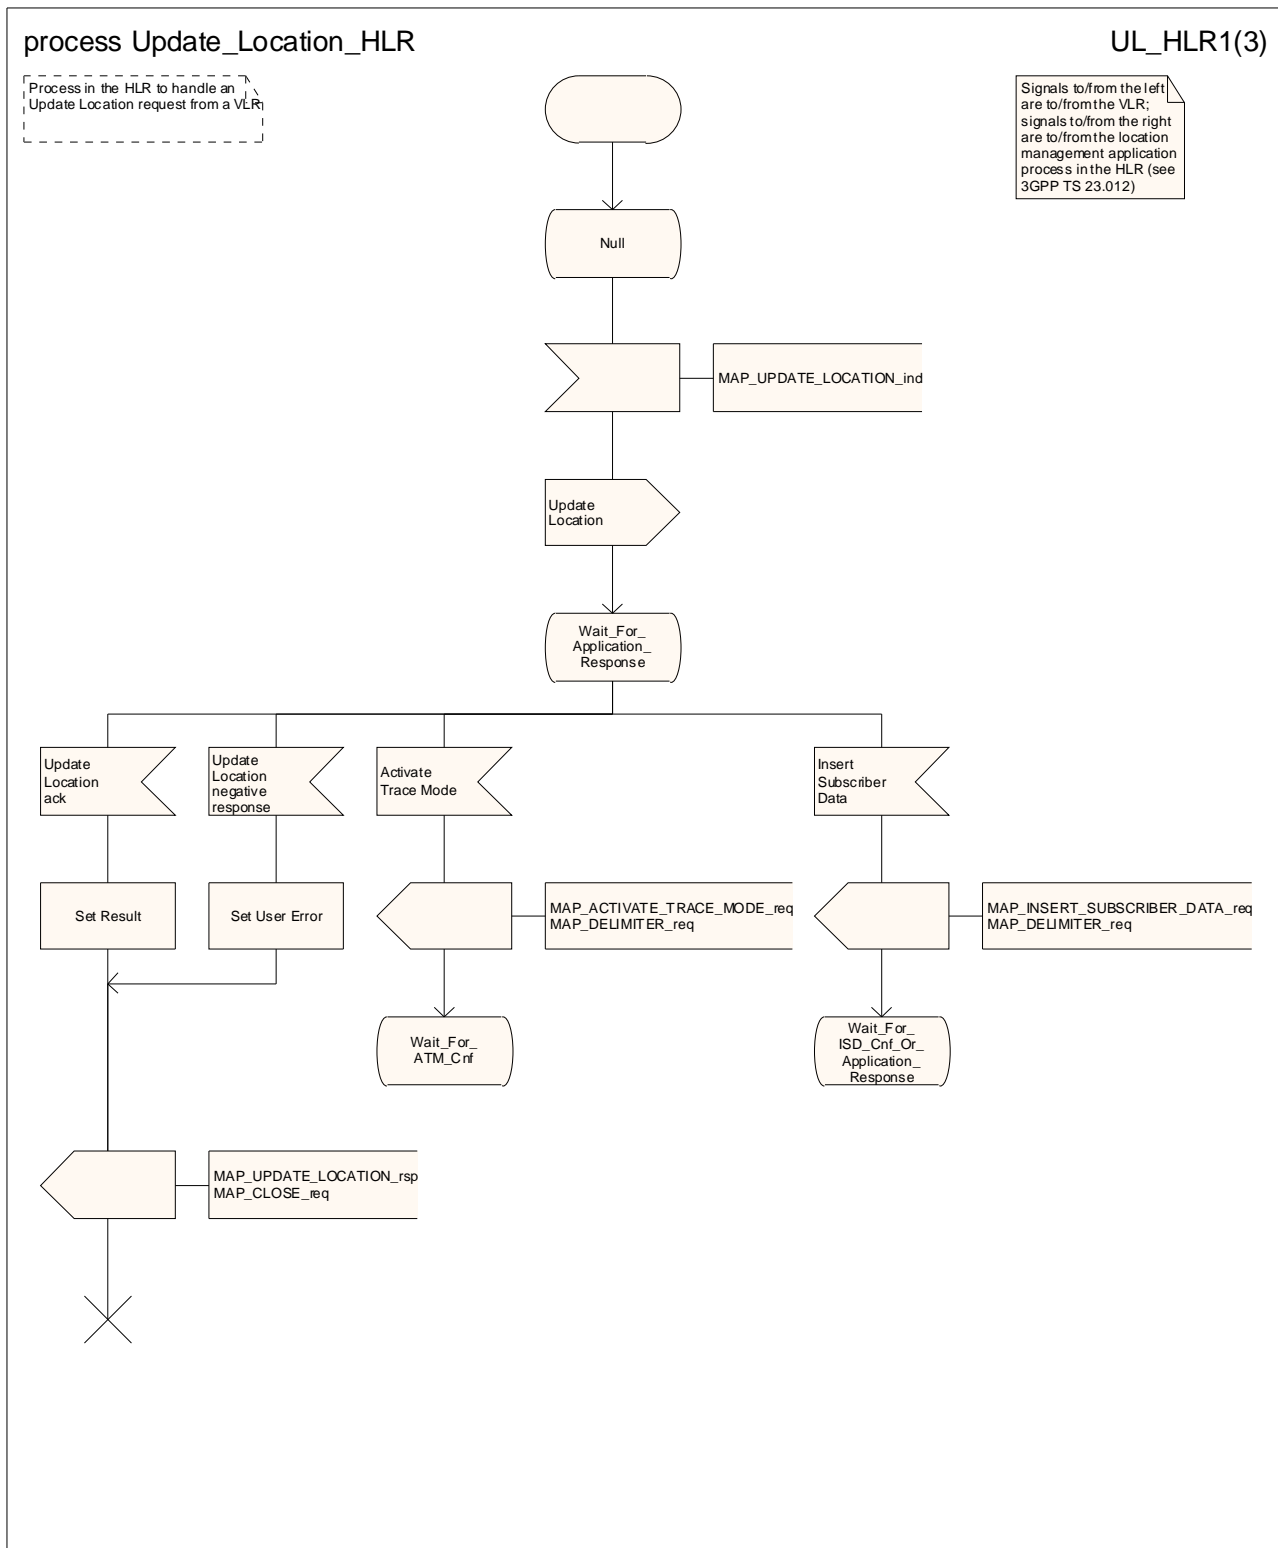 process Update_Location_HLR
UL_HLR1(3)
Process in the HLR to handle an
Update Location request from a VLR
Signals to/from the left
are to/from the VLR;
signals to/from the right
are to/from the location
management application
process in the HLR (see
3GPP TS 23.012)
Null
MAP_UPDATE_LOCATION_ind
Update
Location
Wait_For_
Application_
Response
Update
Location
ack
Update
Location
negative
response
Activate
Trace Mode
Insert
Subscriber
Data
Set Result
Set User Error
MAP_ACTIVATE_TRACE_MODE_req
MAP_DELIMITER_req
MAP_INSERT_SUBSCRIBER_DATA_req
MAP_DELIMITER_req
Wait_For_
ATM_Cnf
Wait_For_
ISD_Cnf_Or_
Application_
Response
MAP_UPDATE_LOCATION_rsp
MAP_CLOSE_req